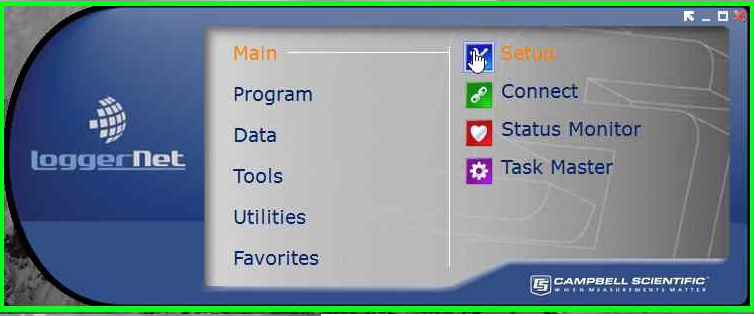 Main
Program
Data
Tools
Utilities
Favorites
Setup
Connect
Status Monitor
Task Master
LoggerNet
CAMPBELL SCIENTIFIC
WHEN MEASUREMENTS MATTER